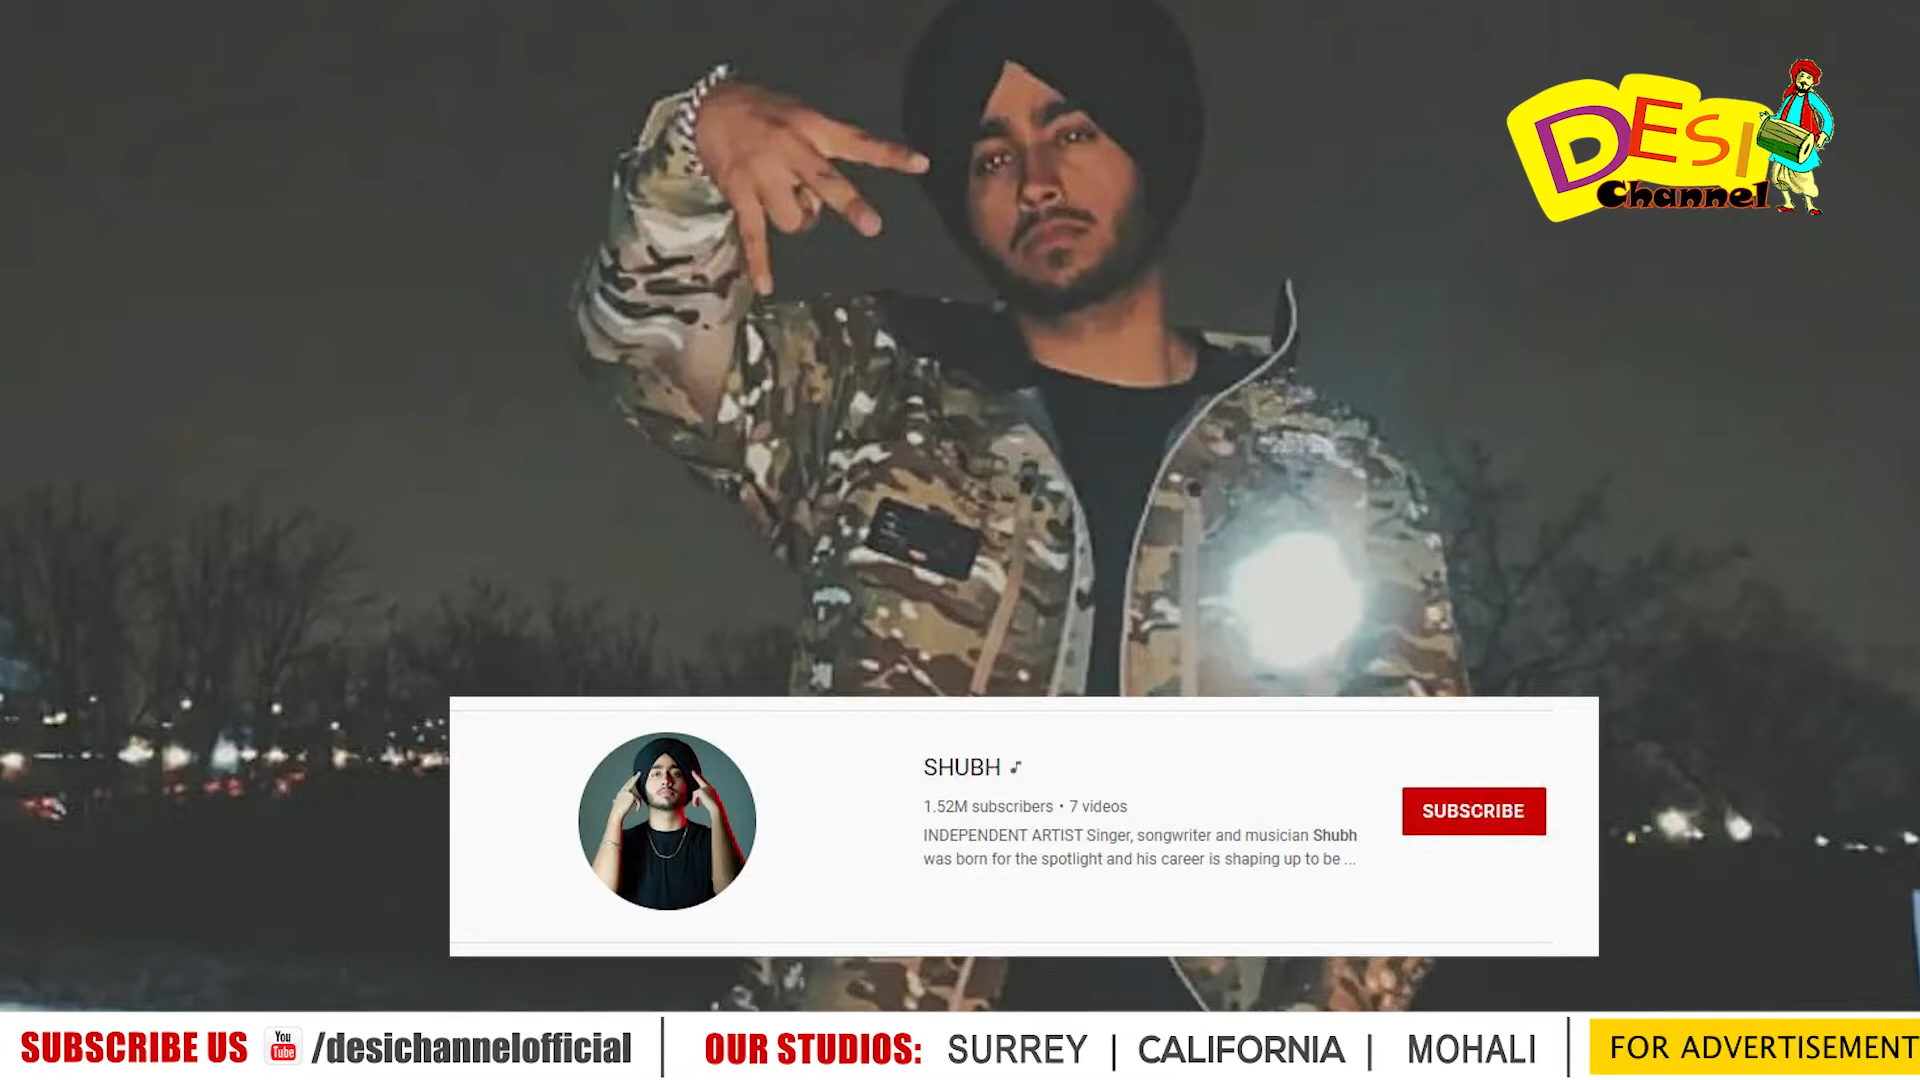 DESI
Channel
SHUBH
1.52M subscribers • 7 videos
INDEPENDENT ARTIST Singer, songwriter and musician Shubh
was born for the spotlight and his career is shaping up to be ...
SUBSCRIBE
SUBSCRIBE US You Tube /desichannelofficial | OUR STUDIOS: SURREY | CALIFORNIA | MOHALI | FOR ADVERTISEMENT